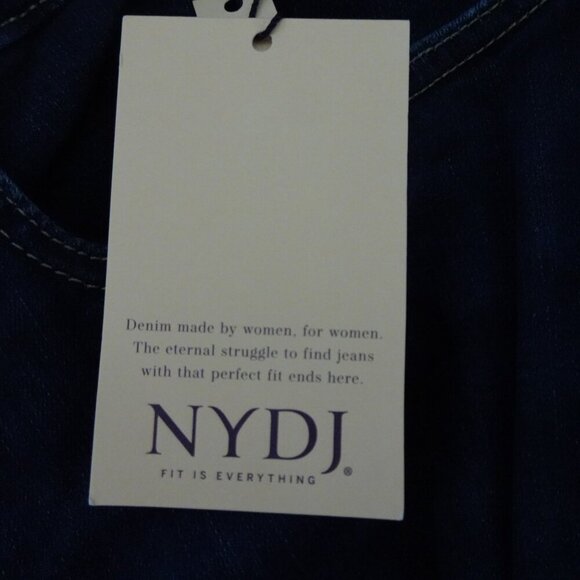 Denim made by women, for women.
The eternal struggle to find jeans
with that perfect fit ends here.
NYDJ®
FIT IS EVERYTHING